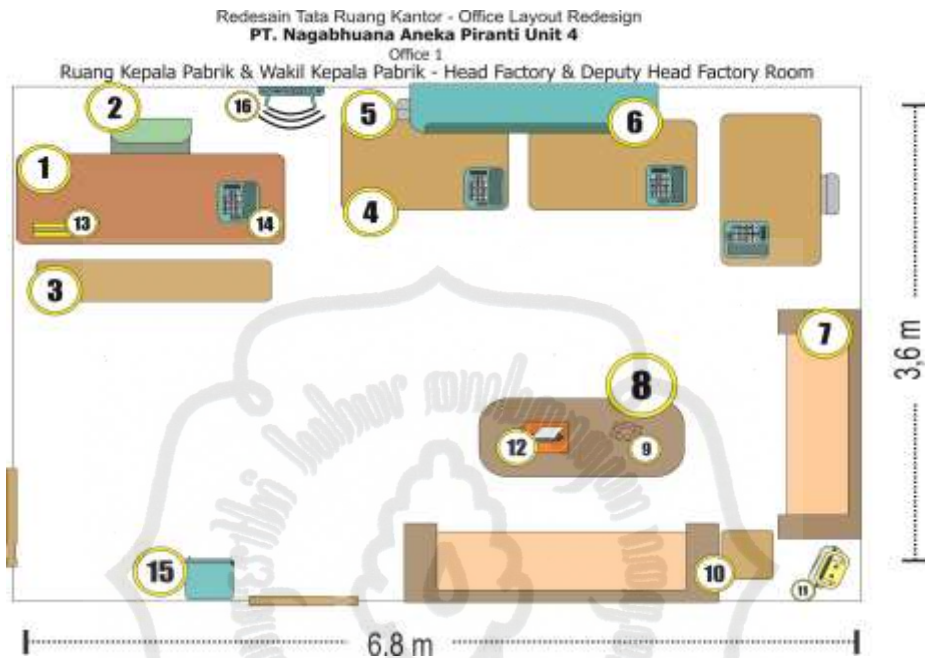 Redesain Tata Ruang Kantor - Office Layout Redesign
PT. Nagabhuana Aneka Piranti Unit 4
Office 1
Ruang Kepala Pabrik & Wakil Kepala Pabrik - Head Factory & Deputy Head Factory Room
2
16
5
6
1
13
14
4
3
7
3,6 m
8
12
9
15
10
11
6,8 m